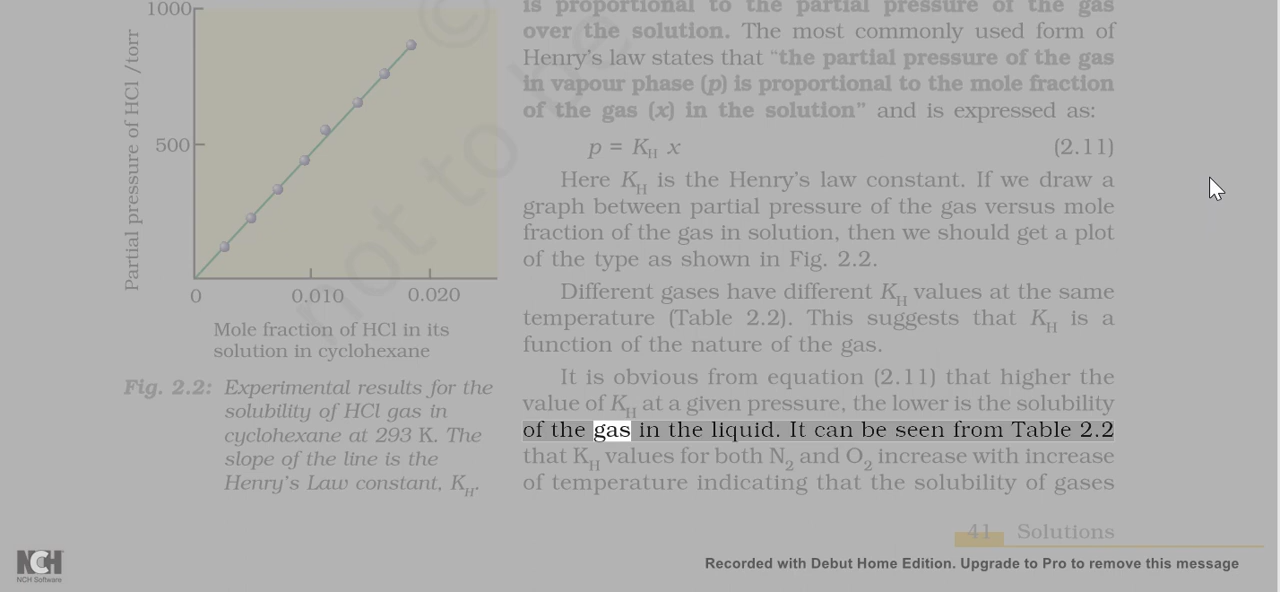 1000
500
Partial pressure of HCl /torr
0
0.010
0.020
Mole fraction of HCl in its
solution in cyclohexane
Fig. 2.2: Experimental results for the
solubility of HCl gas in
cyclohexane at 293 K. The
slope of the line is the
Henry's Law constant, KH.
is proportional to the partial pressure of the gas
over the solution. The most commonly used form of
Henry's law states that “the partial pressure of the gas
in vapour phase (p) is proportional to the mole fraction
of the gas (x) in the solution” and is expressed as:
p = KH x (2.11)
Here KH is the Henry's law constant. If we draw a
graph between partial pressure of the gas versus mole
fraction of the gas in solution, then we should get a plot
of the type as shown in Fig. 2.2.
Different gases have different KH values at the same
temperature (Table 2.2). This suggests that KH is a
function of the nature of the gas.
It is obvious from equation (2.11) that higher the
value of KH at a given pressure, the lower is the solubility
of the gas in the liquid. It can be seen from Table 2.2
that KH values for both N2 and O2 increase with increase
of temperature indicating that the solubility of gases
41 Solutions
©
not to be
NCH
NCH Software
Recorded with Debut Home Edition. Upgrade to Pro to remove this message